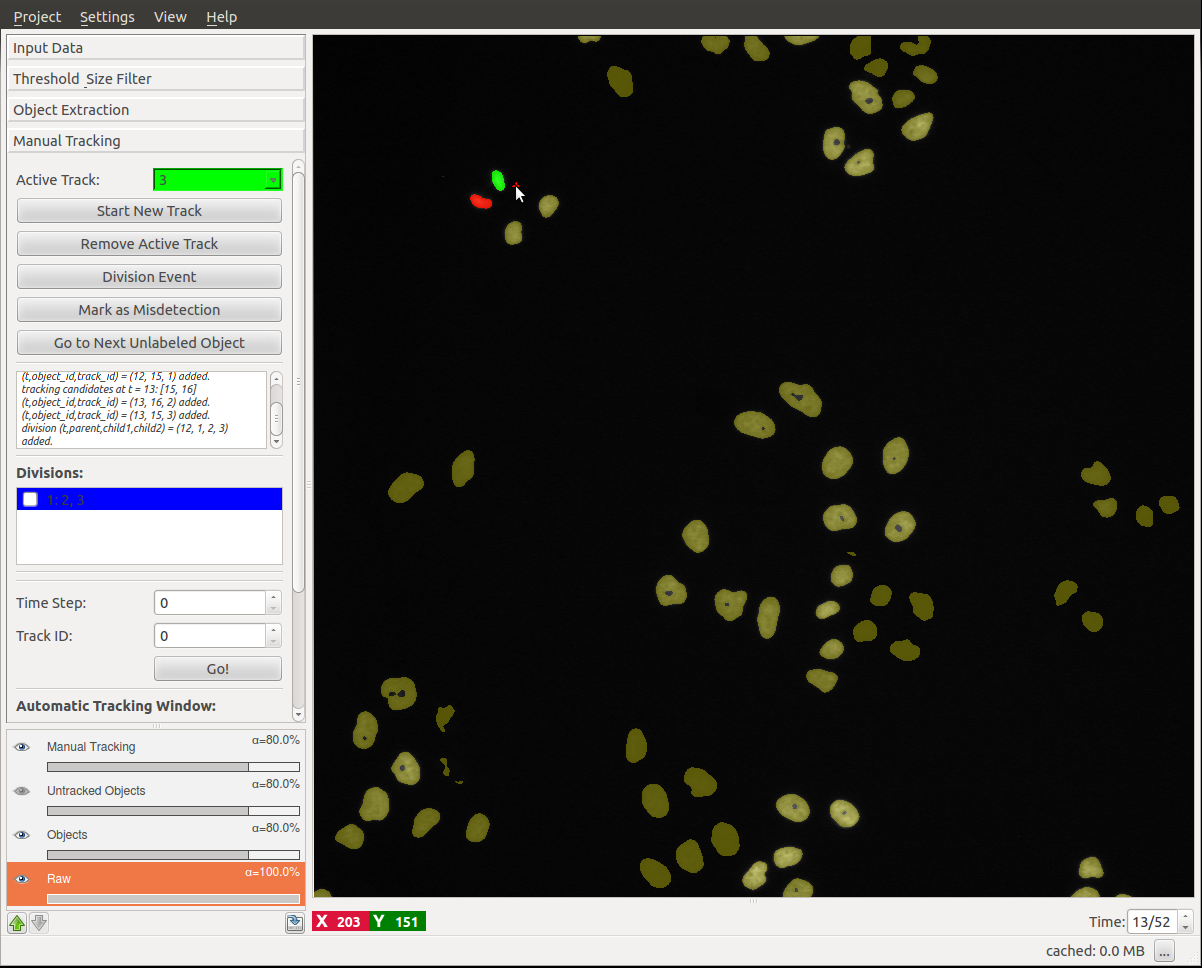 Project Settings View Help
Input Data
Threshold_Size Filter
Object Extraction
Manual Tracking
Active Track: 3
Start New Track
Remove Active Track
Division Event
Mark as Misdetection
Go to Next Unlabeled Object
(t,object_id,track_id) = (12, 15, 1) added.
tracking candidates at t = 13: [15, 16]
(t,object_id,track_id) = (13, 16, 2) added.
(t,object_id,track_id) = (13, 15, 3) added.
division (t,parent,child1,child2) = (12, 1, 2, 3)
added.
Divisions:
1: 2, 3
Time Step: 0
Track ID: 0
Go!
Automatic Tracking Window:
Manual Tracking α=80.0%
Untracked Objects α=80.0%
Objects α=80.0%
Raw α=100.0%
X 203 Y 151
Time: 13/52
cached: 0.0 MB ...